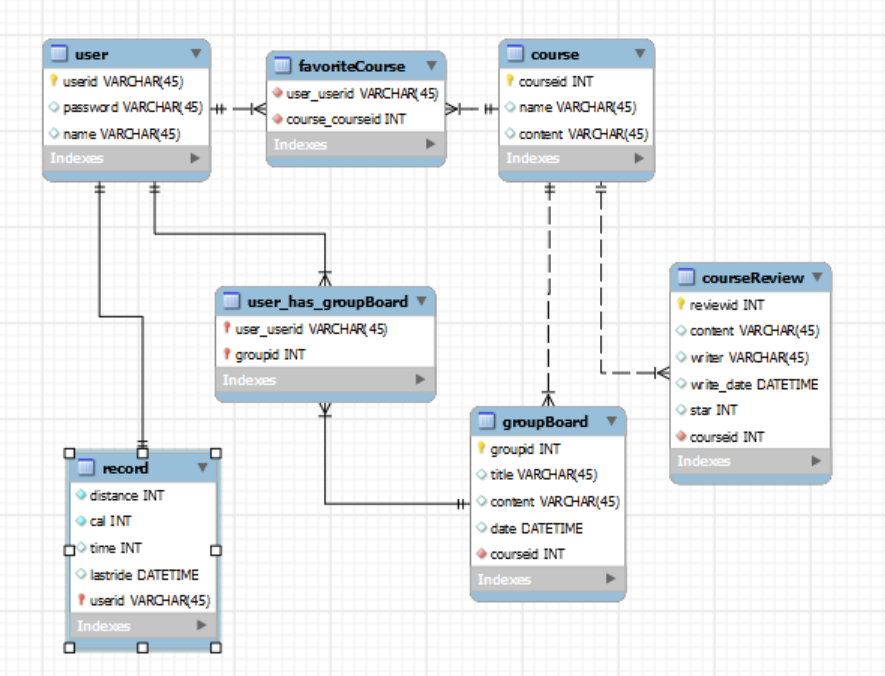 user
userid VARCHAR(45)
password VARCHAR(45)
name VARCHAR(45)
Indexes
favoriteCourse
user_userid VARCHAR(45)
course_courseid INT
Indexes
course
courseid INT
name VARCHAR(45)
content VARCHAR(45)
Indexes
user_has_groupBoard
user_userid VARCHAR(45)
groupid INT
Indexes
courseReview
reviewid INT
content VARCHAR(45)
writer VARCHAR(45)
write_date DATETIME
star INT
courseid INT
Indexes
groupBoard
groupid INT
title VARCHAR(45)
content VARCHAR(45)
date DATETIME
courseid INT
Indexes
record
distance INT
cal INT
time INT
lastride DATETIME
userid VARCHAR(45)
Indexes